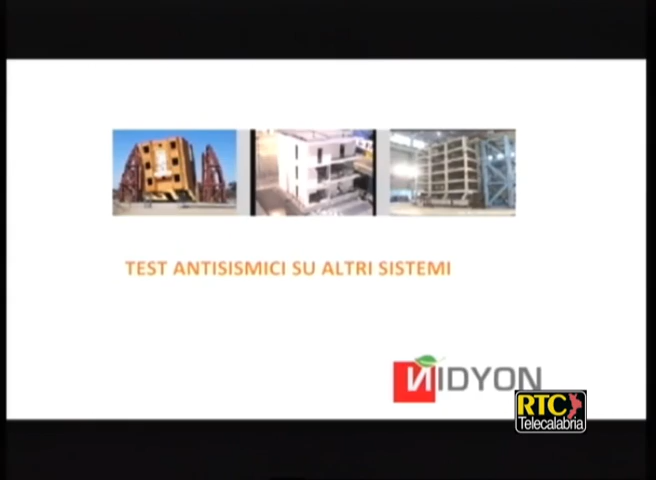 TEST ANTISISMICI SU ALTRI SISTEMI
NIDYON
RTC
Telecalabria